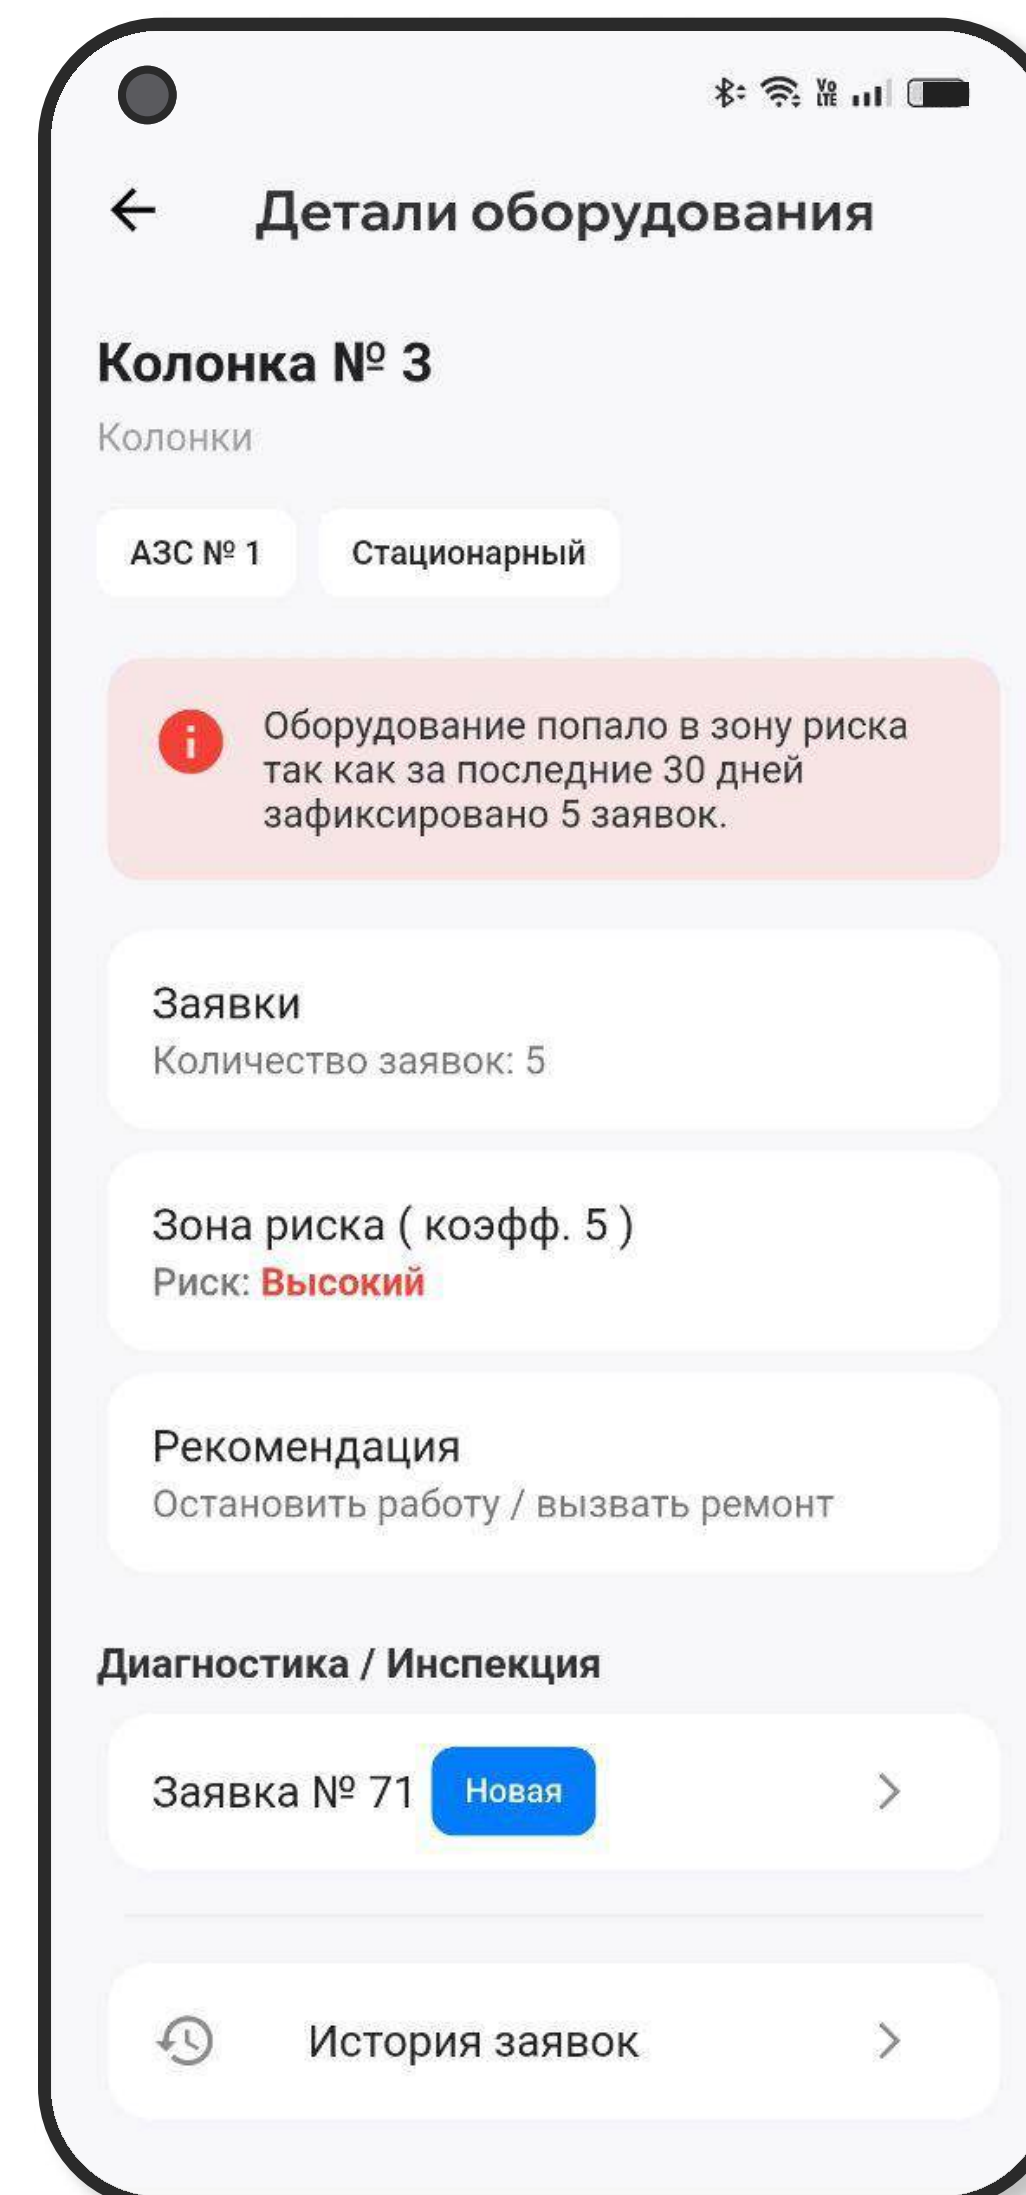 Vo
LTE
Детали оборудования
Колонка № 3
Колонки
АЗС № 1
Стационарный
Оборудование попало в зону риска
так как за последние 30 дней
зафиксировано 5 заявок.
Заявки
Количество заявок: 5
Зона риска ( коэфф. 5 )
Риск: Высокий
Рекомендация
Остановить работу / вызвать ремонт
Диагностика / Инспекция
Заявка № 71 Новая
История заявок